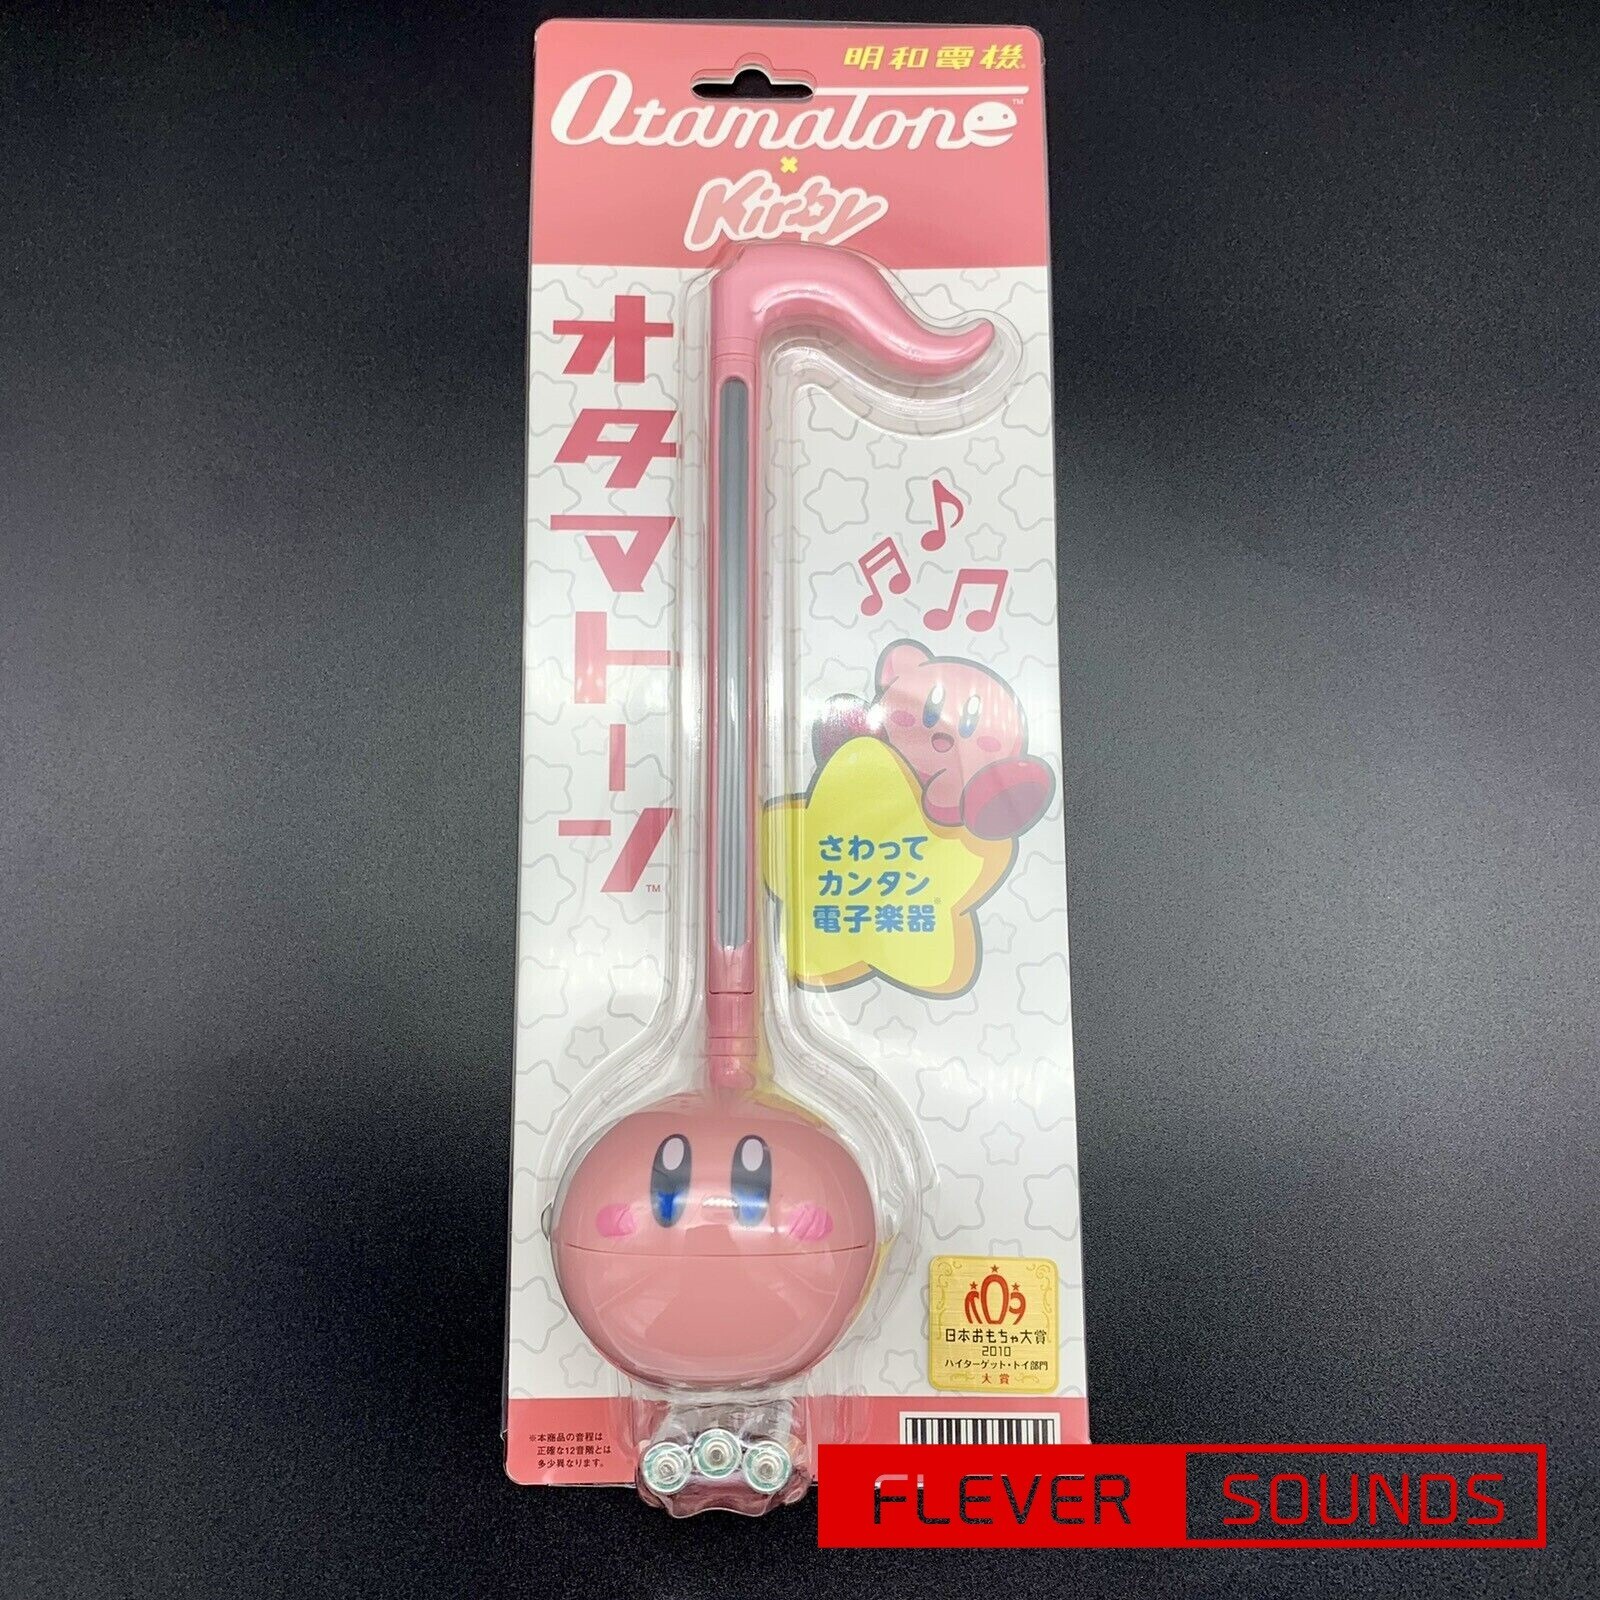 明和電機
Otamatone™
×
Kirby
オタマトーン™
さわって
カンタン
電子楽器※
日本おもちゃ大賞
2010
ハイターゲット・トイ部門
大賞
※本商品の音程は
正確な12音階とは
多少異なります。
FLEVER SOUNDS